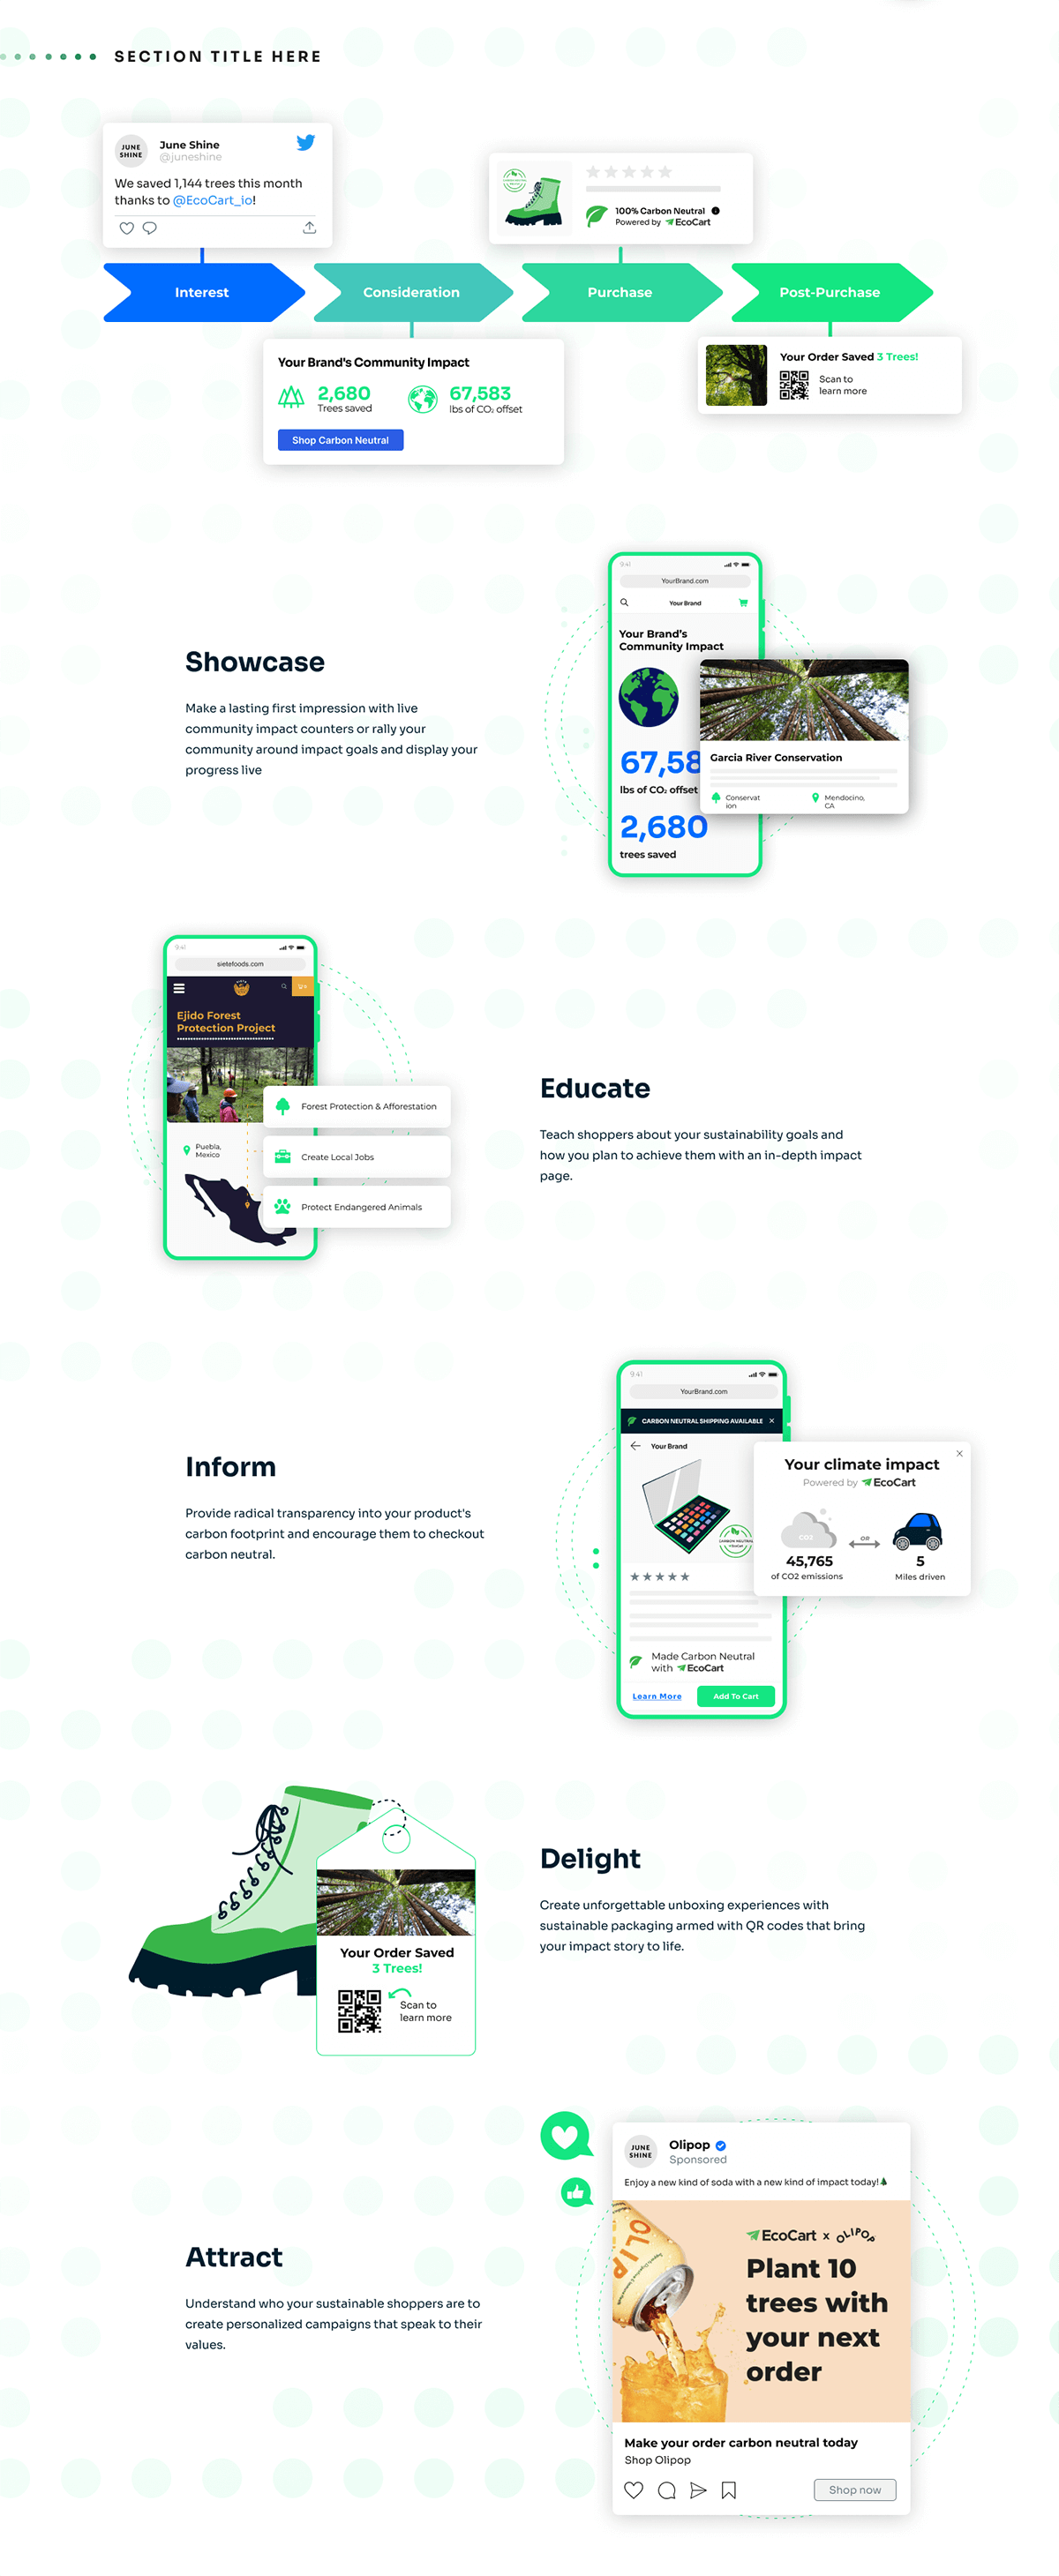 SECTION TITLE HERE
JUNE
SHINE
June Shine
@juneshine
We saved 1,144 trees this month
thanks to @EcoCart_io!
100% Carbon Neutral
Powered by EcoCart
Interest
Consideration
Purchase
Post-Purchase
Your Brand's Community Impact
2,680
Trees saved
67,583
lbs of CO₂ offset
Shop Carbon Neutral
Your Order Saved 3 Trees!
Scan to
learn more
Showcase
Make a lasting first impression with live
community impact counters or rally your
community around impact goals and display your
progress live
9:41
YourBrand.com
Your Brand
Your Brand's
Community Impact
67,58
lbs of CO₂ offset
2,680
trees saved
Garcia River Conservation
Conservat
ion
Mendocino,
CA
9:41
sietefoods.com
Ejido Forest
Protection Project
Puebla,
Mexico
Forest Protection & Afforestation
Create Local Jobs
Protect Endangered Animals
Educate
Teach shoppers about your sustainability goals and
how you plan to achieve them with an in-depth impact
page.
Inform
Provide radical transparency into your product's
carbon footprint and encourage them to checkout
carbon neutral.
9:41
YourBrand.com
CARBON NEUTRAL SHIPPING AVAILABLE
Your Brand
CARBON NEUTRAL
EcoCart
Made Carbon Neutral
with EcoCart
Learn More
Add To Cart
Your climate impact
Powered by EcoCart
CO2
OR
45,765
of CO2 emissions
5
Miles driven
Your Order Saved
3 Trees!
Scan to
learn more
Delight
Create unforgettable unboxing experiences with
sustainable packaging armed with QR codes that bring
your impact story to life.
Attract
Understand who your sustainable shoppers are to
create personalized campaigns that speak to their
values.
JUNE
SHINE
Olipop
Sponsored
Enjoy a new kind of soda with a new kind of impact today!
OLIP
EcoCart x OLIPOP
Plant 10
trees with
your next
order
Make your order carbon neutral today
Shop Olipop
Shop now